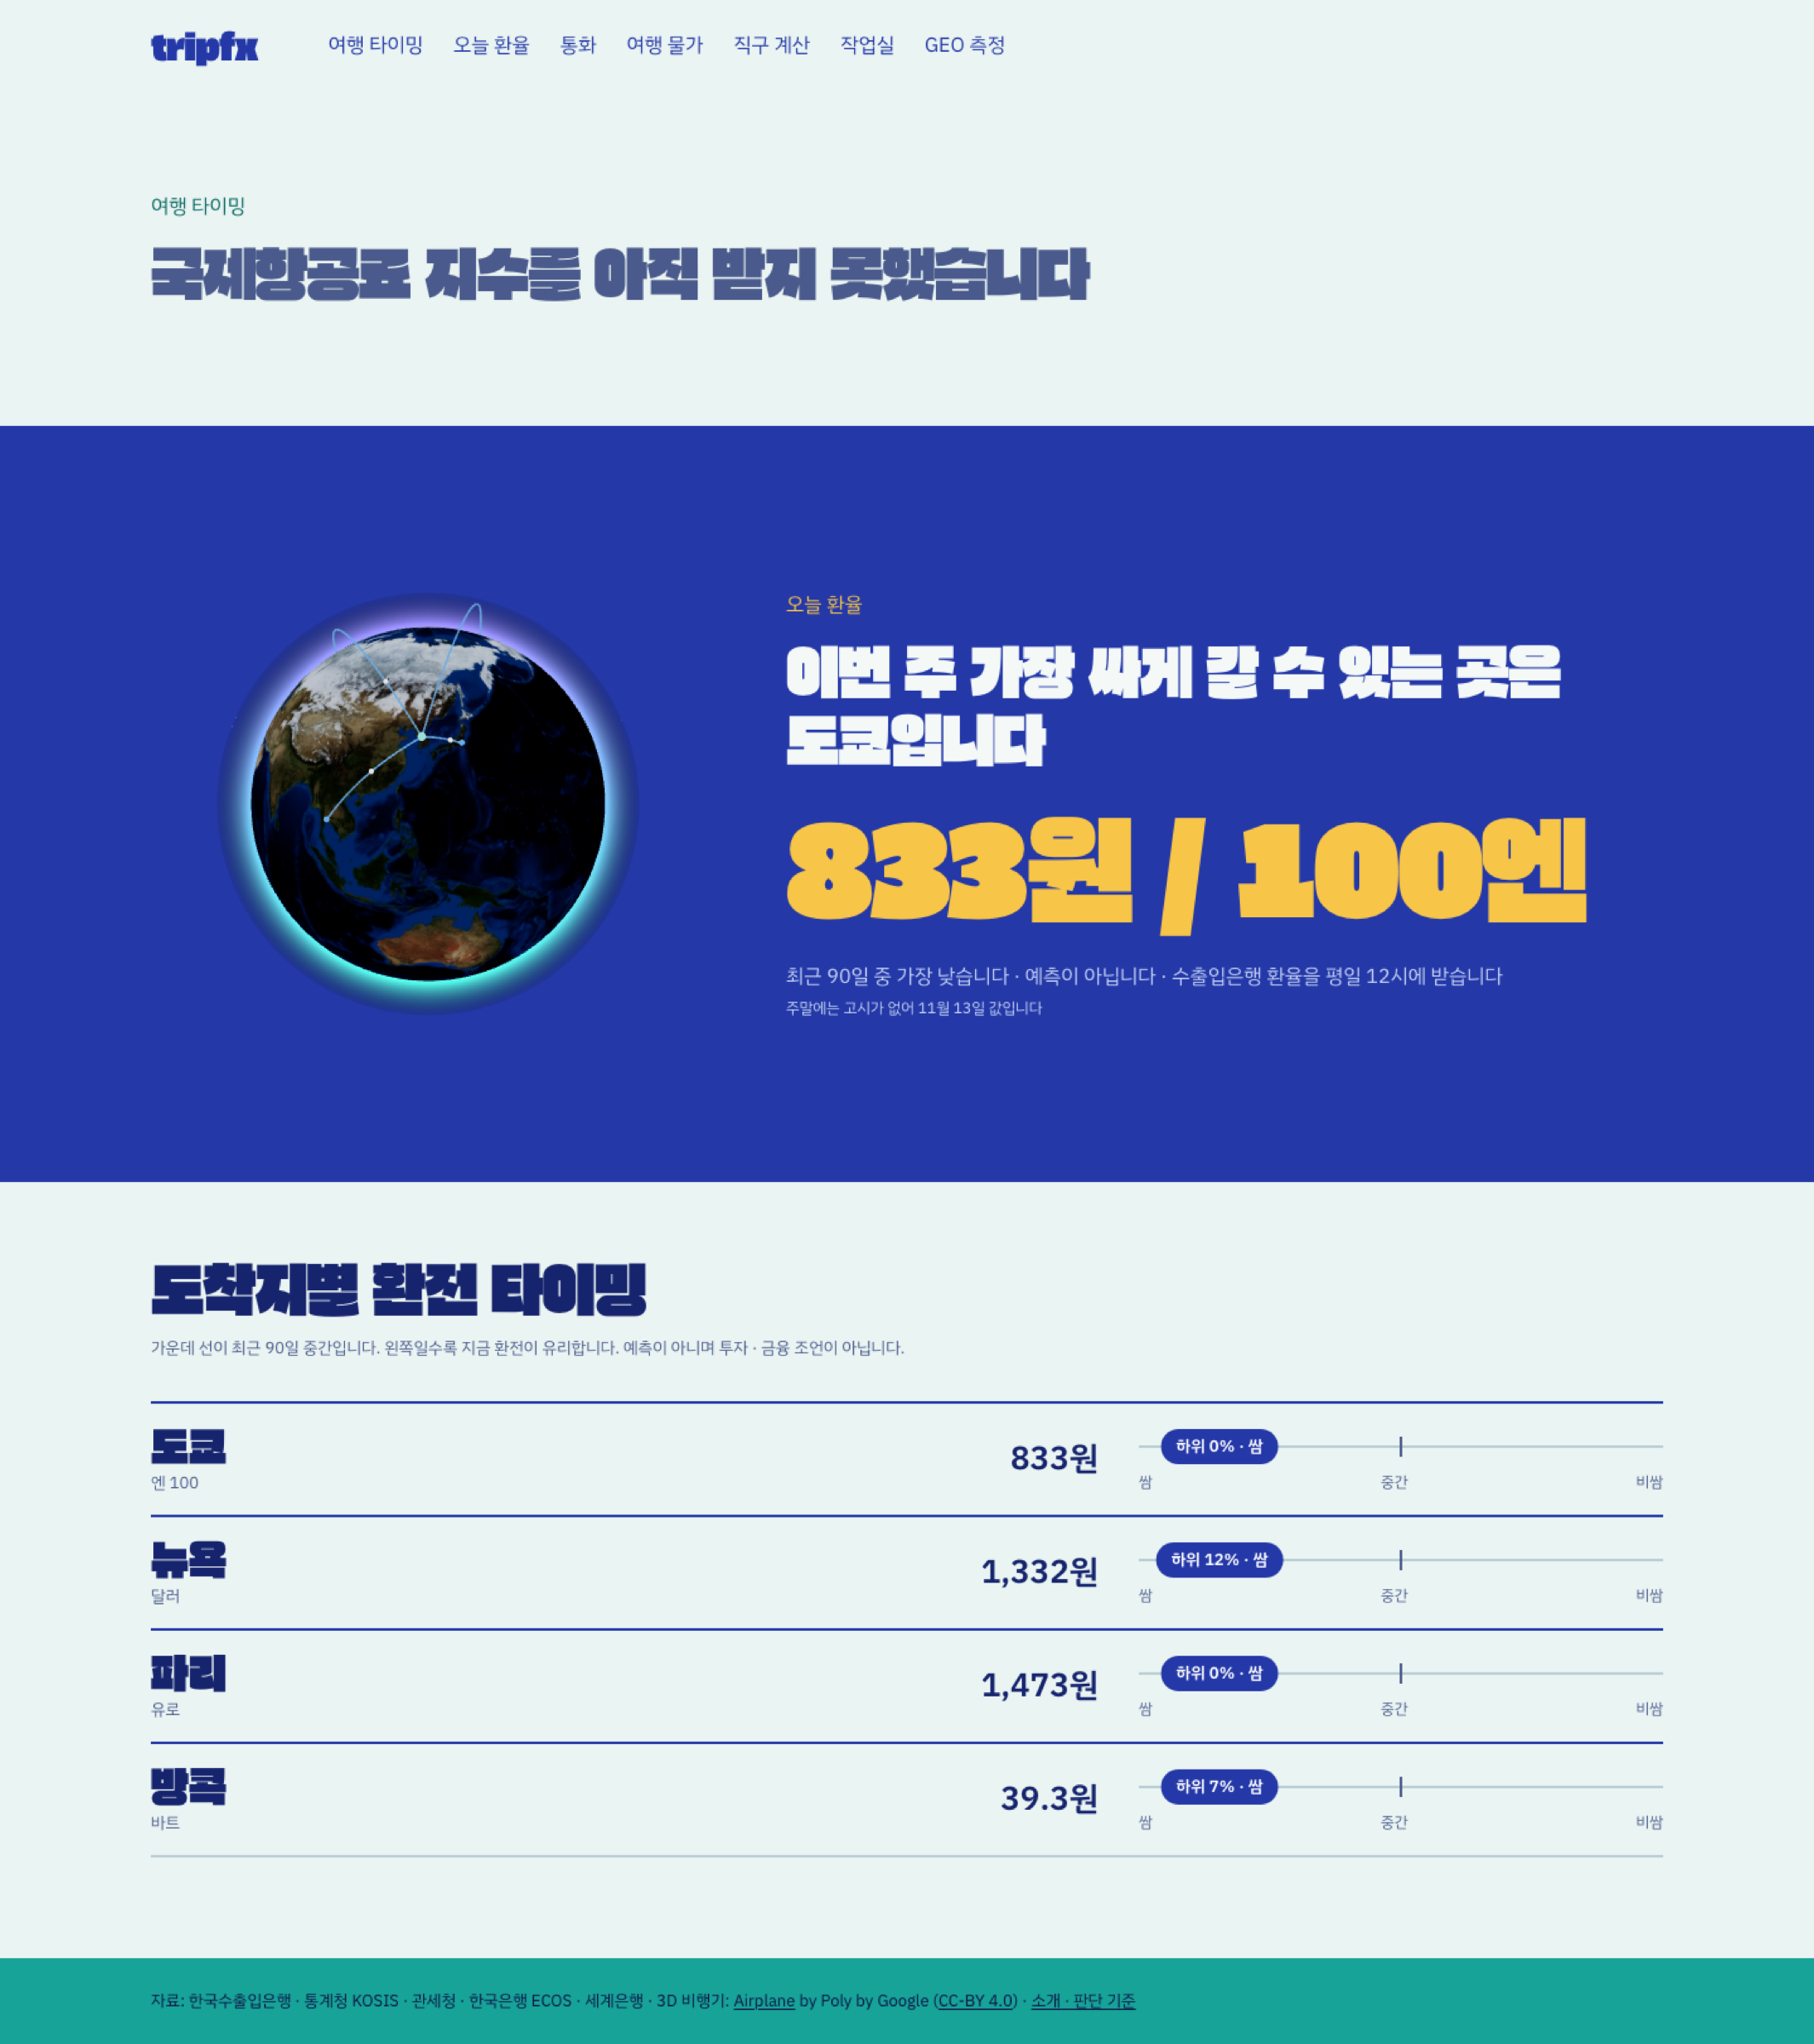 tripfx
여행 타이밍 오늘 환율 통화 여행 물가 직구 계산 작업실 GEO 측정
여행 타이밍
국제항공료 지수를 아직 받지 못했습니다
오늘 환율
이번 주 가장 싸게 갈 수 있는 곳은
도쿄입니다
833원 / 100엔
최근 90일 중 가장 낮습니다 · 예측이 아닙니다 · 수출입은행 환율을 평일 12시에 받습니다
주말에는 고시가 없어 11월 13일 값입니다
도착지별 환전 타이밍
가운데 선이 최근 90일 중간입니다. 왼쪽일수록 지금 환전이 유리합니다. 예측이 아니며 투자 · 금융 조언이 아닙니다.
도쿄
엔 100
833원
하위 0% · 쌈
쌈 중간 비쌈
뉴욕
달러
1,332원
하위 12% · 쌈
쌈 중간 비쌈
파리
유로
1,473원
하위 0% · 쌈
쌈 중간 비쌈
방콕
바트
39.3원
하위 7% · 쌈
쌈 중간 비쌈
자료: 한국수출입은행 · 통계청 KOSIS · 관세청 · 한국은행 ECOS · 세계은행 · 3D 비행기: Airplane by Poly by Google (CC-BY 4.0) · 소개 · 판단 기준